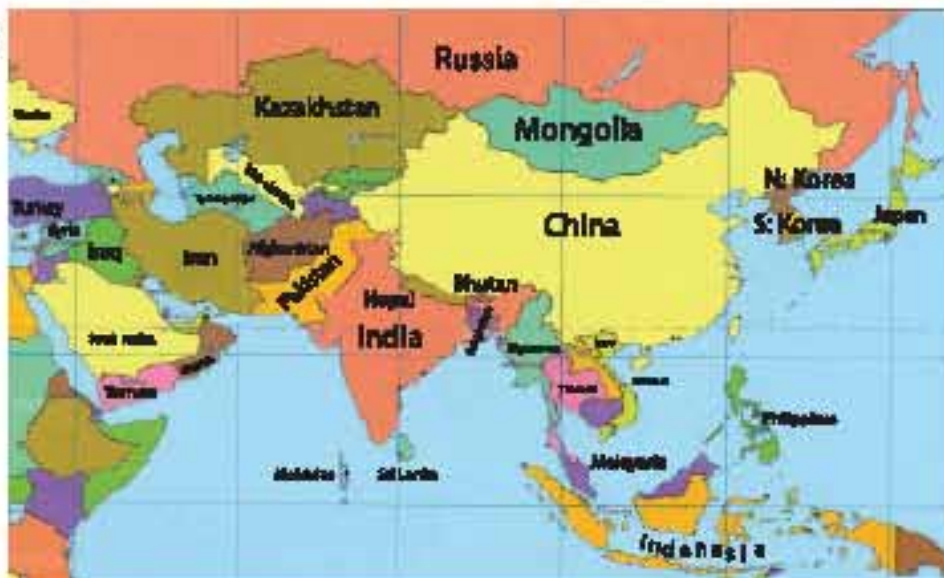 Russia
Kazakhstan
Mongolia
N: Korea
Turkey
Syria
China
S: Korea
Japan
Iraq
Iran
Afghanistan
Pakistan
Bhutan
Nepal
India
Myanmar
Yemen
Philippines
Malaysia
Maldives
Sri Lanka
Indonesia